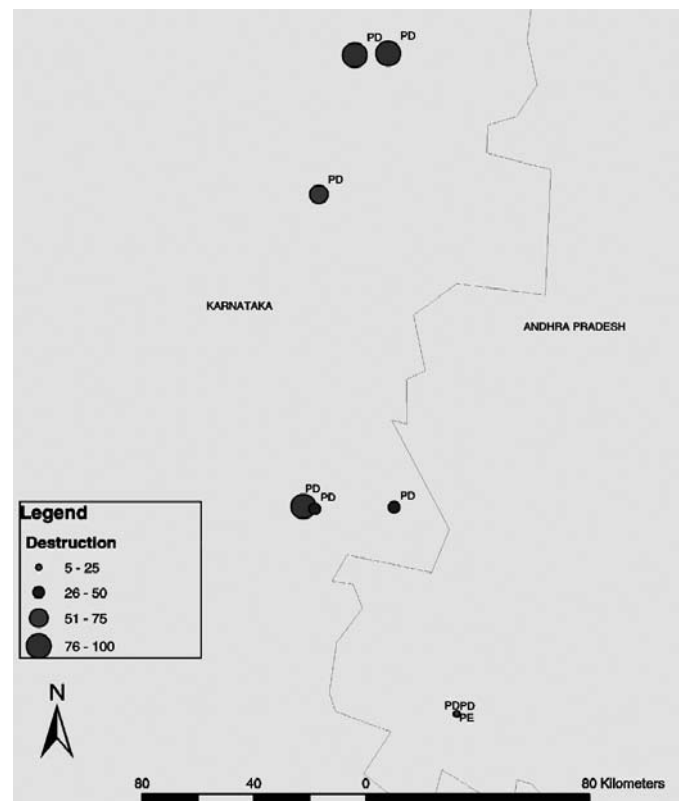 PD PD
PD
KARNATAKA
ANDHRA PRADESH
PD
PD
PD
Legend
Destruction
5 - 25
26 - 50
51 - 75
76 - 100
N
PDPD
PE
80 40 0 80 Kilometers